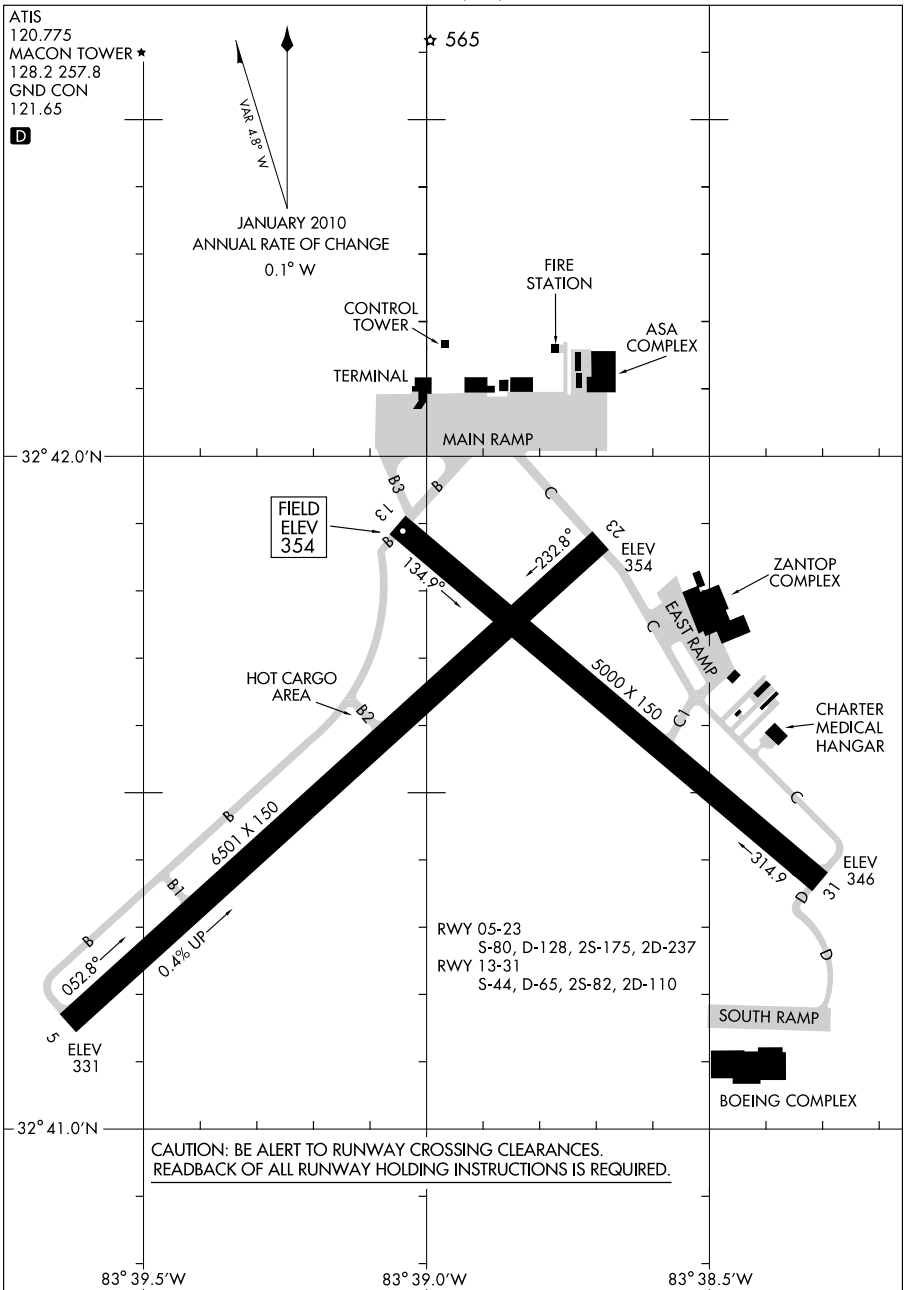 ATIS
120.775
MACON TOWER ★
128.2 257.8
GND CON
121.65
D
565
VAR 4.8° W
JANUARY 2010
ANNUAL RATE OF CHANGE
0.1° W
FIRE
STATION
CONTROL
TOWER
ASA
COMPLEX
TERMINAL
MAIN RAMP
32° 42.0'N
B3
B
C
13
23
FIELD
ELEV
354
B
134.9°
232.8°
ELEV
354
ZANTOP
COMPLEX
EAST RAMP
C
HOT CARGO
AREA
B2
5000 X 150
C1
CHARTER
MEDICAL
HANGAR
C
B
6501 X 150
B1
314.9
ELEV
346
31
D
B
052.8°
0.4% UP
RWY 05-23
S-80, D-128, 2S-175, 2D-237
RWY 13-31
S-44, D-65, 2S-82, 2D-110
D
5
ELEV
331
SOUTH RAMP
BOEING COMPLEX
32° 41.0'N
CAUTION: BE ALERT TO RUNWAY CROSSING CLEARANCES.
READBACK OF ALL RUNWAY HOLDING INSTRUCTIONS IS REQUIRED.
83° 39.5'W
83° 39.0'W
83° 38.5'W